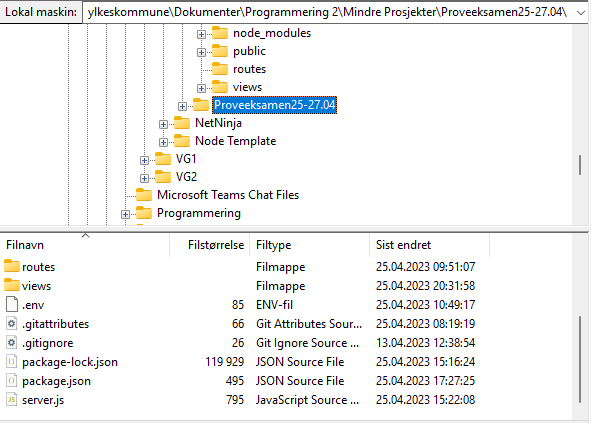 Lokal maskin: ylkeskommune\Dokumenter\Programmering 2\Mindre Prosjekter\Proveeksamen25-27.04\
node_modules
public
routes
views
Proveeksamen25-27.04
NetNinja
Node Template
VG1
VG2
Microsoft Teams Chat Files
Programmering
Filnavn Filstørrelse Filtype Sist endret
routes Filmappe 25.04.2023 09:51:07
views Filmappe 25.04.2023 20:31:58
.env 85 ENV-fil 25.04.2023 10:49:17
.gitattributes 66 Git Attributes Sour... 25.04.2023 08:19:19
.gitignore 26 Git Ignore Source ... 13.04.2023 12:38:54
package-lock.json 119 929 JSON Source File 25.04.2023 15:16:24
package.json 495 JSON Source File 25.04.2023 17:27:25
server.js 795 JavaScript Source ... 25.04.2023 15:22:08